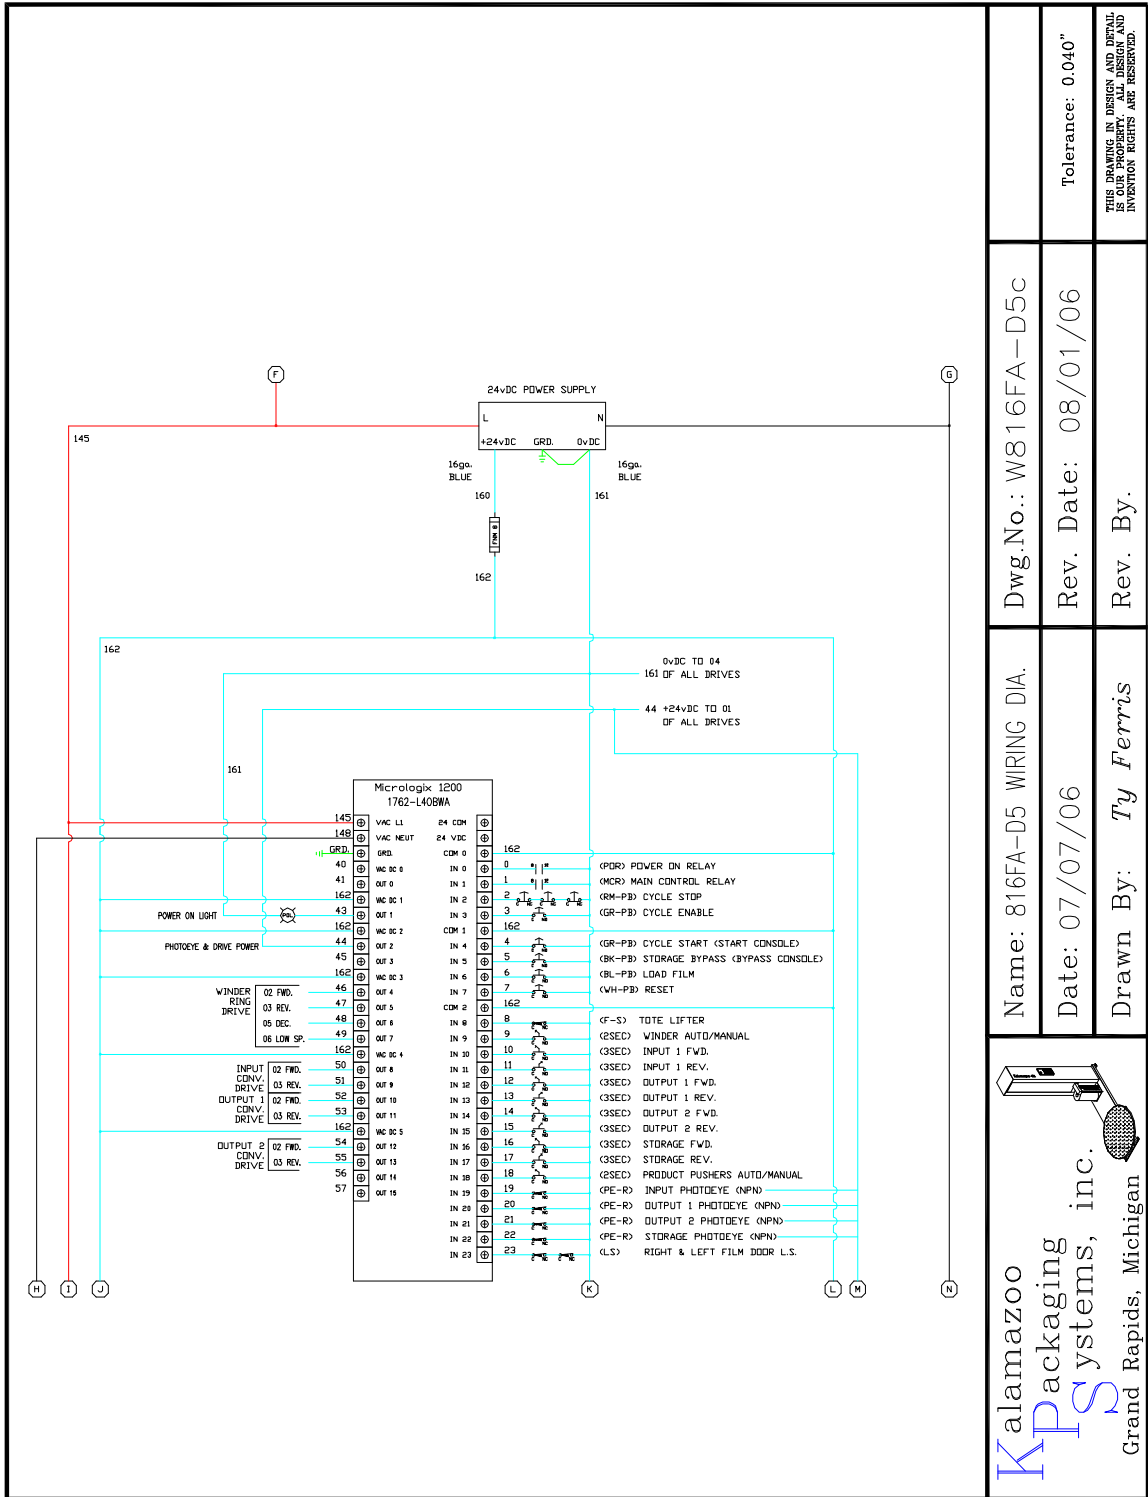 F
G
24vDC POWER SUPPLY
L
N
+24vDC GRD. 0vDC
145
16ga.
BLUE
16ga.
BLUE
160
161
FNM 8
162
162
0vDC TO 04
161 OF ALL DRIVES
44 +24vDC TO 01
OF ALL DRIVES
161
Micrologix 1200
1762-L40BWA
145 VAC L1 24 COM
148 VAC NEUT 24 VDC
GRD. GRD. COM 0 162
40 VAC DC 0 IN 0 0 (POR) POWER ON RELAY
41 OUT 0 IN 1 1 (MCR) MAIN CONTROL RELAY
162 VAC DC 1 IN 2 2 (RM-PB) CYCLE STOP
POWER ON LIGHT POL 43 OUT 1 IN 3 3 (GR-PB) CYCLE ENABLE
162 VAC DC 2 COM 1 162
PHOTOEYE & DRIVE POWER 44 OUT 2 IN 4 4 (GR-PB) CYCLE START (START CONSOLE)
45 OUT 3 IN 5 5 (BK-PB) STORAGE BYPASS (BYPASS CONSOLE)
162 VAC DC 3 IN 6 6 (BL-PB) LOAD FILM
WINDER
RING
DRIVE
02 FWD. 46 OUT 4 IN 7 7 (WH-PB) RESET
03 REV. 47 OUT 5 COM 2 162
05 DEC. 48 OUT 6 IN 8 8 (F-S) TOTE LIFTER
06 LOW SP. 49 OUT 7 IN 9 9 (2SEC) WINDER AUTO/MANUAL
162 VAC DC 4 IN 10 10 (3SEC) INPUT 1 FWD.
INPUT
CONV.
DRIVE
02 FWD. 50 OUT 8 IN 11 11 (3SEC) INPUT 1 REV.
03 REV. 51 OUT 9 IN 12 12 (3SEC) OUTPUT 1 FWD.
OUTPUT 1
CONV.
DRIVE
02 FWD. 52 OUT 10 IN 13 13 (3SEC) OUTPUT 1 REV.
03 REV. 53 OUT 11 IN 14 14 (3SEC) OUTPUT 2 FWD.
162 VAC DC 5 IN 15 15 (3SEC) OUTPUT 2 REV.
OUTPUT 2
CONV.
DRIVE
02 FWD. 54 OUT 12 IN 16 16 (3SEC) STORAGE FWD.
03 REV. 55 OUT 13 IN 17 17 (3SEC) STORAGE REV.
56 OUT 14 IN 18 18 (2SEC) PRODUCT PUSHERS AUTO/MANUAL
57 OUT 15 IN 19 19 (PE-R) INPUT PHOTOEYE (NPN)
IN 20 20 (PE-R) OUTPUT 1 PHOTOEYE (NPN)
IN 21 21 (PE-R) OUTPUT 2 PHOTOEYE (NPN)
IN 22 22 (PE-R) STORAGE PHOTOEYE (NPN)
IN 23 23 (LS) RIGHT & LEFT FILM DOOR L.S.
H I J K L M N
Kalamazoo
Packaging
Systems, inc.
Grand Rapids, Michigan
Name: 816FA-D5 WIRING DIA.
Date: 07/07/06
Drawn By: Ty Ferris
Dwg.No.: W816FA-D5c
Rev. Date: 08/01/06
Rev. By.
Tolerance: 0.040"
THIS DRAWING IN DESIGN AND DETAIL
IS OUR PROPERTY. ALL DESIGN AND
INVENTION RIGHTS ARE RESERVED.